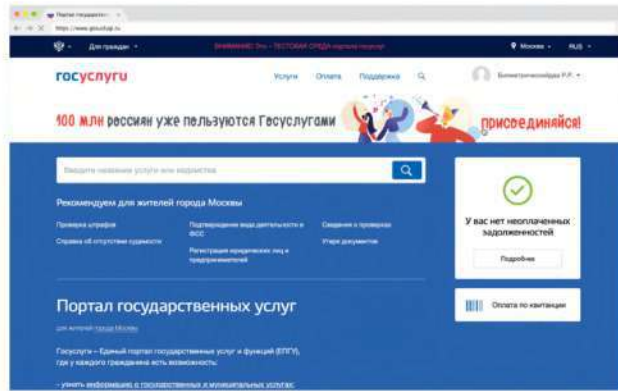 Портал государственных
https://www.gosuslugi.ru
Для граждан
ВНИМАНИЕ! Это – ТЕСТОВАЯ СРЕДА портала госуслуг
Москва
RUS
госуслуги
Услуги
Оплата
Поддержка
Р.Р.
100 млн россиян уже пользуются Госуслугами
присоединяйся!
Введите название услуги или ведомства
Рекомендуем для жителей города Москвы
Проверка штрафов
Подтверждение вида деятельности в
ФСС
Сведения о проверках
Справка об отсутствии судимости
Регистрация юридических лиц и
предпринимателей
Утеря документов
У вас нет неоплаченных
задолженностей
Подробнее
Оплата по квитанции
Портал государственных услуг
для жителей города Москвы
Госуслуги – Единый портал государственных услуг и функций (ЕПГУ),
где у каждого гражданина есть возможность:
- узнать информацию о государственных и муниципальных услугах;